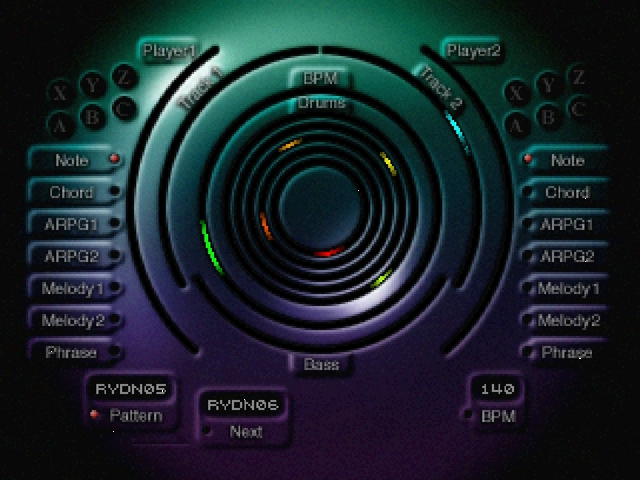 Player1
Player2
Track 1
Track 2
BPM
Drums
X Y Z
A B C
X Y Z
A B C
Note
Chord
ARPG1
ARPG2
Melody1
Melody2
Phrase
Note
Chord
ARPG1
ARPG2
Melody1
Melody2
Phrase
Bass
RYDN05
Pattern
RYDN06
Next
140
BPM